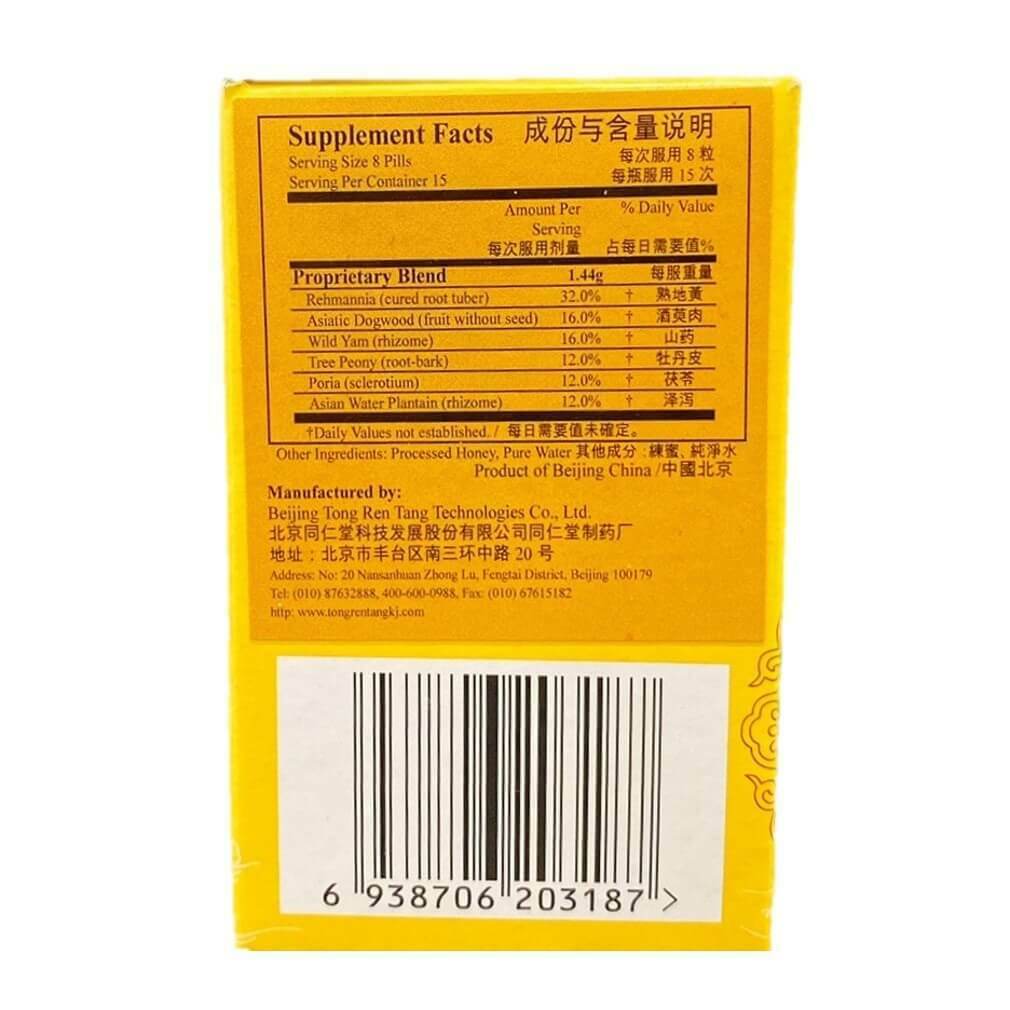 Supplement Facts 成份与含量说明
Serving Size 8 Pills 每次服用 8 粒
Serving Per Container 15 每瓶服用 15 次
Amount Per % Daily Value
Serving
每次服用剂量 占每日需要值%
Proprietary Blend 1.44g 每服重量
Rehmannia (cured root tuber) 32.0% † 熟地黃
Asiatic Dogwood (fruit without seed) 16.0% † 酒萸肉
Wild Yam (rhizome) 16.0% † 山药
Tree Peony (root-bark) 12.0% † 牡丹皮
Poria (sclerotium) 12.0% † 茯苓
Asian Water Plantain (rhizome) 12.0% † 泽泻
†Daily Values not established. / 每日需要值未確定。
Other Ingredients: Processed Honey, Pure Water 其他成分 : 練蜜、純淨水
Product of Beijing China /中國北京
Manufactured by:
Beijing Tong Ren Tang Technologies Co., Ltd.
北京同仁堂科技发展股份有限公司同仁堂制药厂
地址：北京市丰台区南三环中路 20 号
Address: No: 20 Nansanhuan Zhong Lu, Fengtai District, Beijing 100179
Tel: (010) 87632888, 400-600-0988, Fax: (010) 67615182
http: www.tongrentangkj.com
6 938706 203187 >